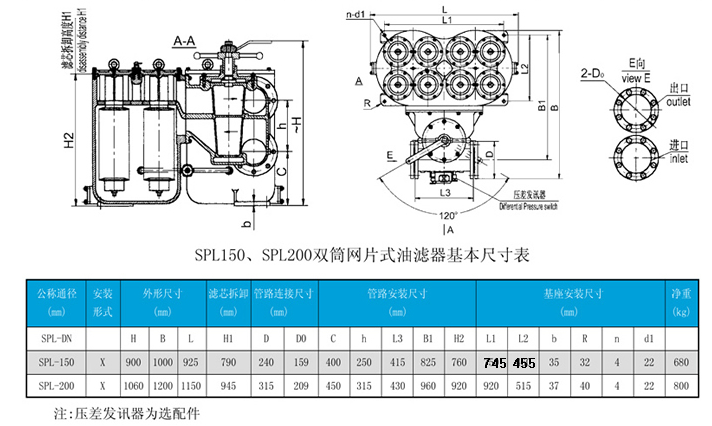 滤芯拆卸高度H1
disassembly distance H1
A-A
H2
h
~H
C
b
n-d1
L
L1
A
R
L2
B1
B
E
D
L3
压差发讯器
Differential Pressure switch
120°
A
E向
view E
2-D₀
出口
outlet
进口
inlet
SPL150、SPL200双筒网片式油滤器基本尺寸表
公称通径 安装 外形尺寸 滤芯拆卸 管路连接尺寸 管路安装尺寸 基座安装尺寸 净重
(mm) 形式 (mm) (mm) (mm) (mm) (mm) (kg)
SPL-DN H B L H1 D D0 C h L3 B1 H2 L1 L2 b R n d1
SPL-150 X 900 1000 925 790 240 159 400 250 415 825 760 745 455 35 32 4 22 680
SPL-200 X 1060 1200 1150 945 315 209 450 315 430 960 920 920 515 37 40 4 22 800
注:压差发讯器为选配件